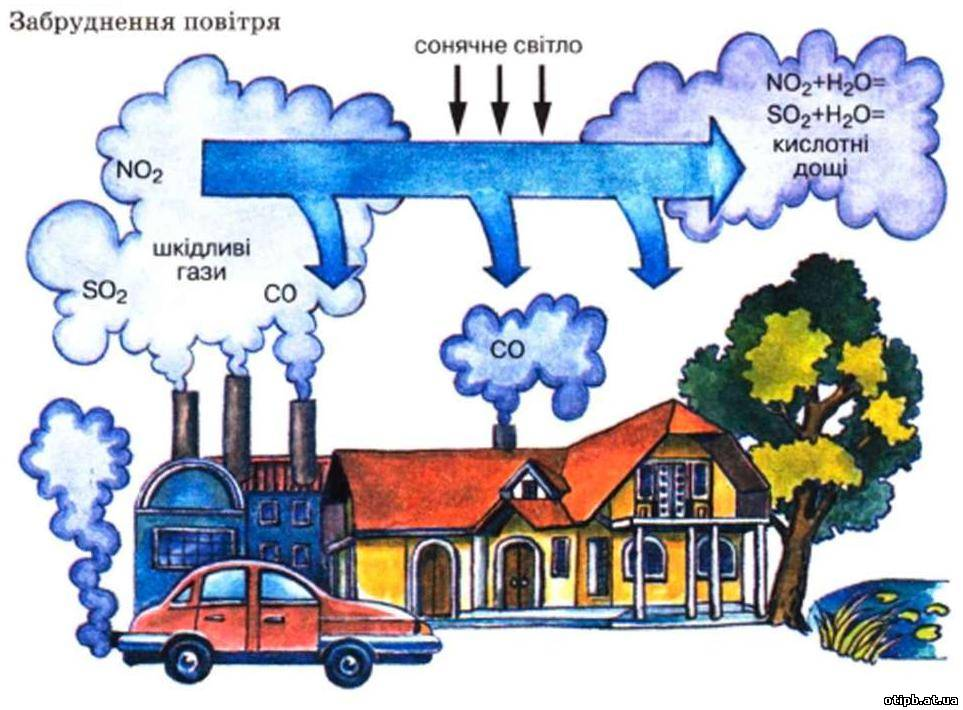 Забруднення повітря
сонячне світло
NO₂+H₂O=
SO₂+H₂O=
кислотні
дощі
NO₂
шкідливі
гази
SO₂
CO
CO
otipb.at.ua